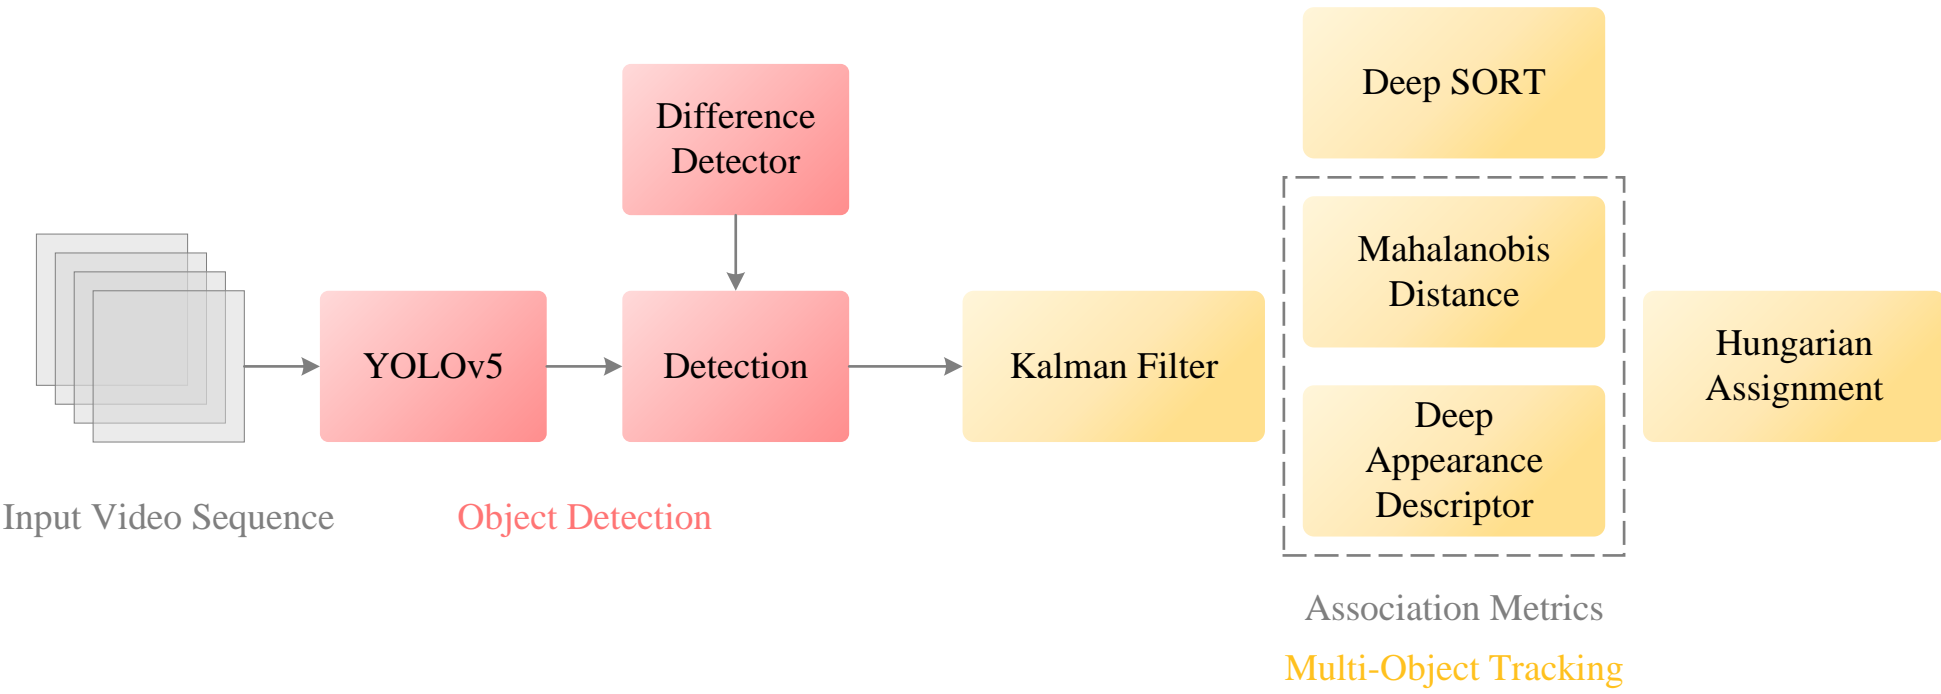 Deep SORT
Difference
Detector
Mahalanobis
Distance
YOLOv5
Detection
Kalman Filter
Hungarian
Assignment
Deep
Appearance
Descriptor
Input Video Sequence
Object Detection
Association Metrics
Multi-Object Tracking